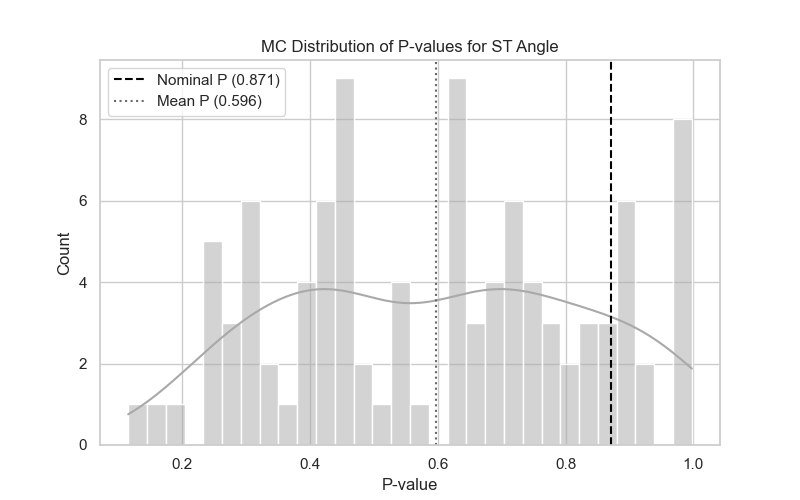 MC Distribution of P-values for ST Angle
Nominal P (0.871)
Mean P (0.596)
Count
8
6
4
2
0
0.2 0.4 0.6 0.8 1.0
P-value